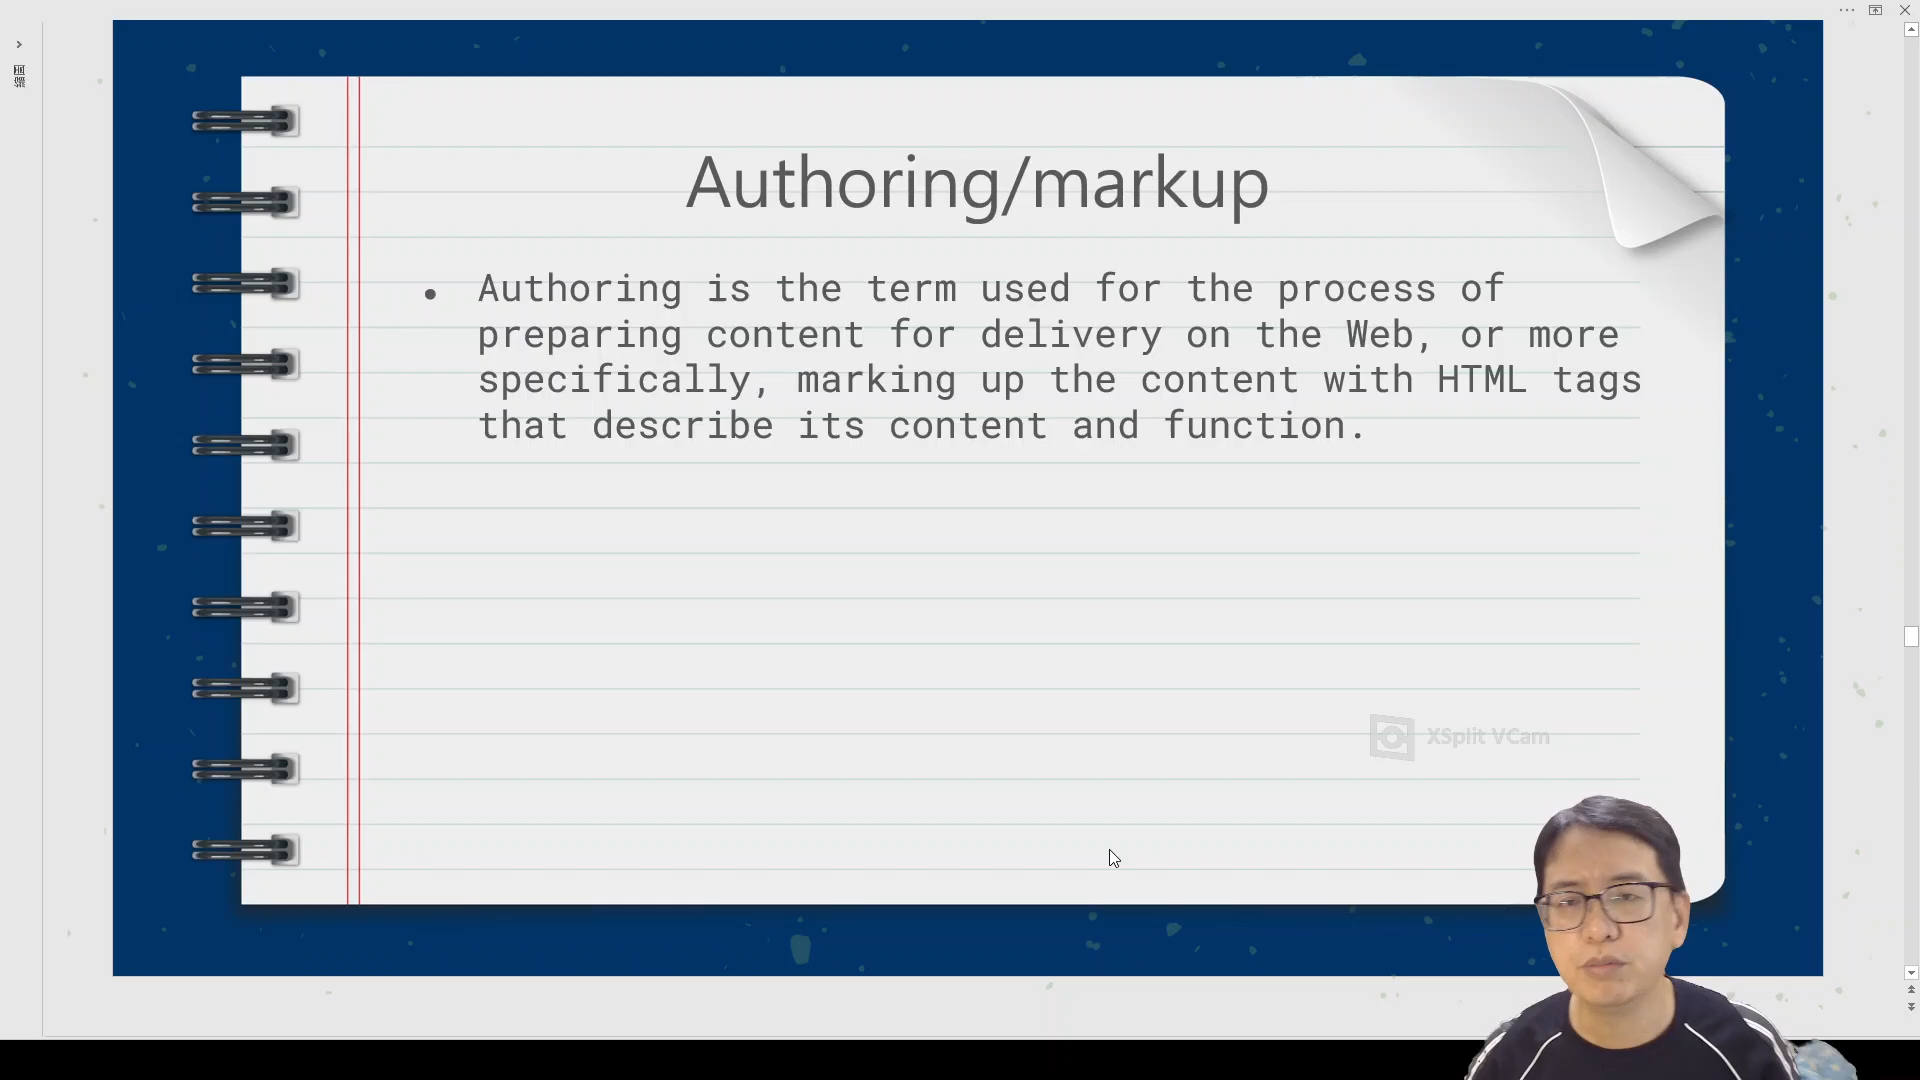 Authoring/markup
• Authoring is the term used for the process of
preparing content for delivery on the Web, or more
specifically, marking up the content with HTML tags
that describe its content and function.
XSplit VCam